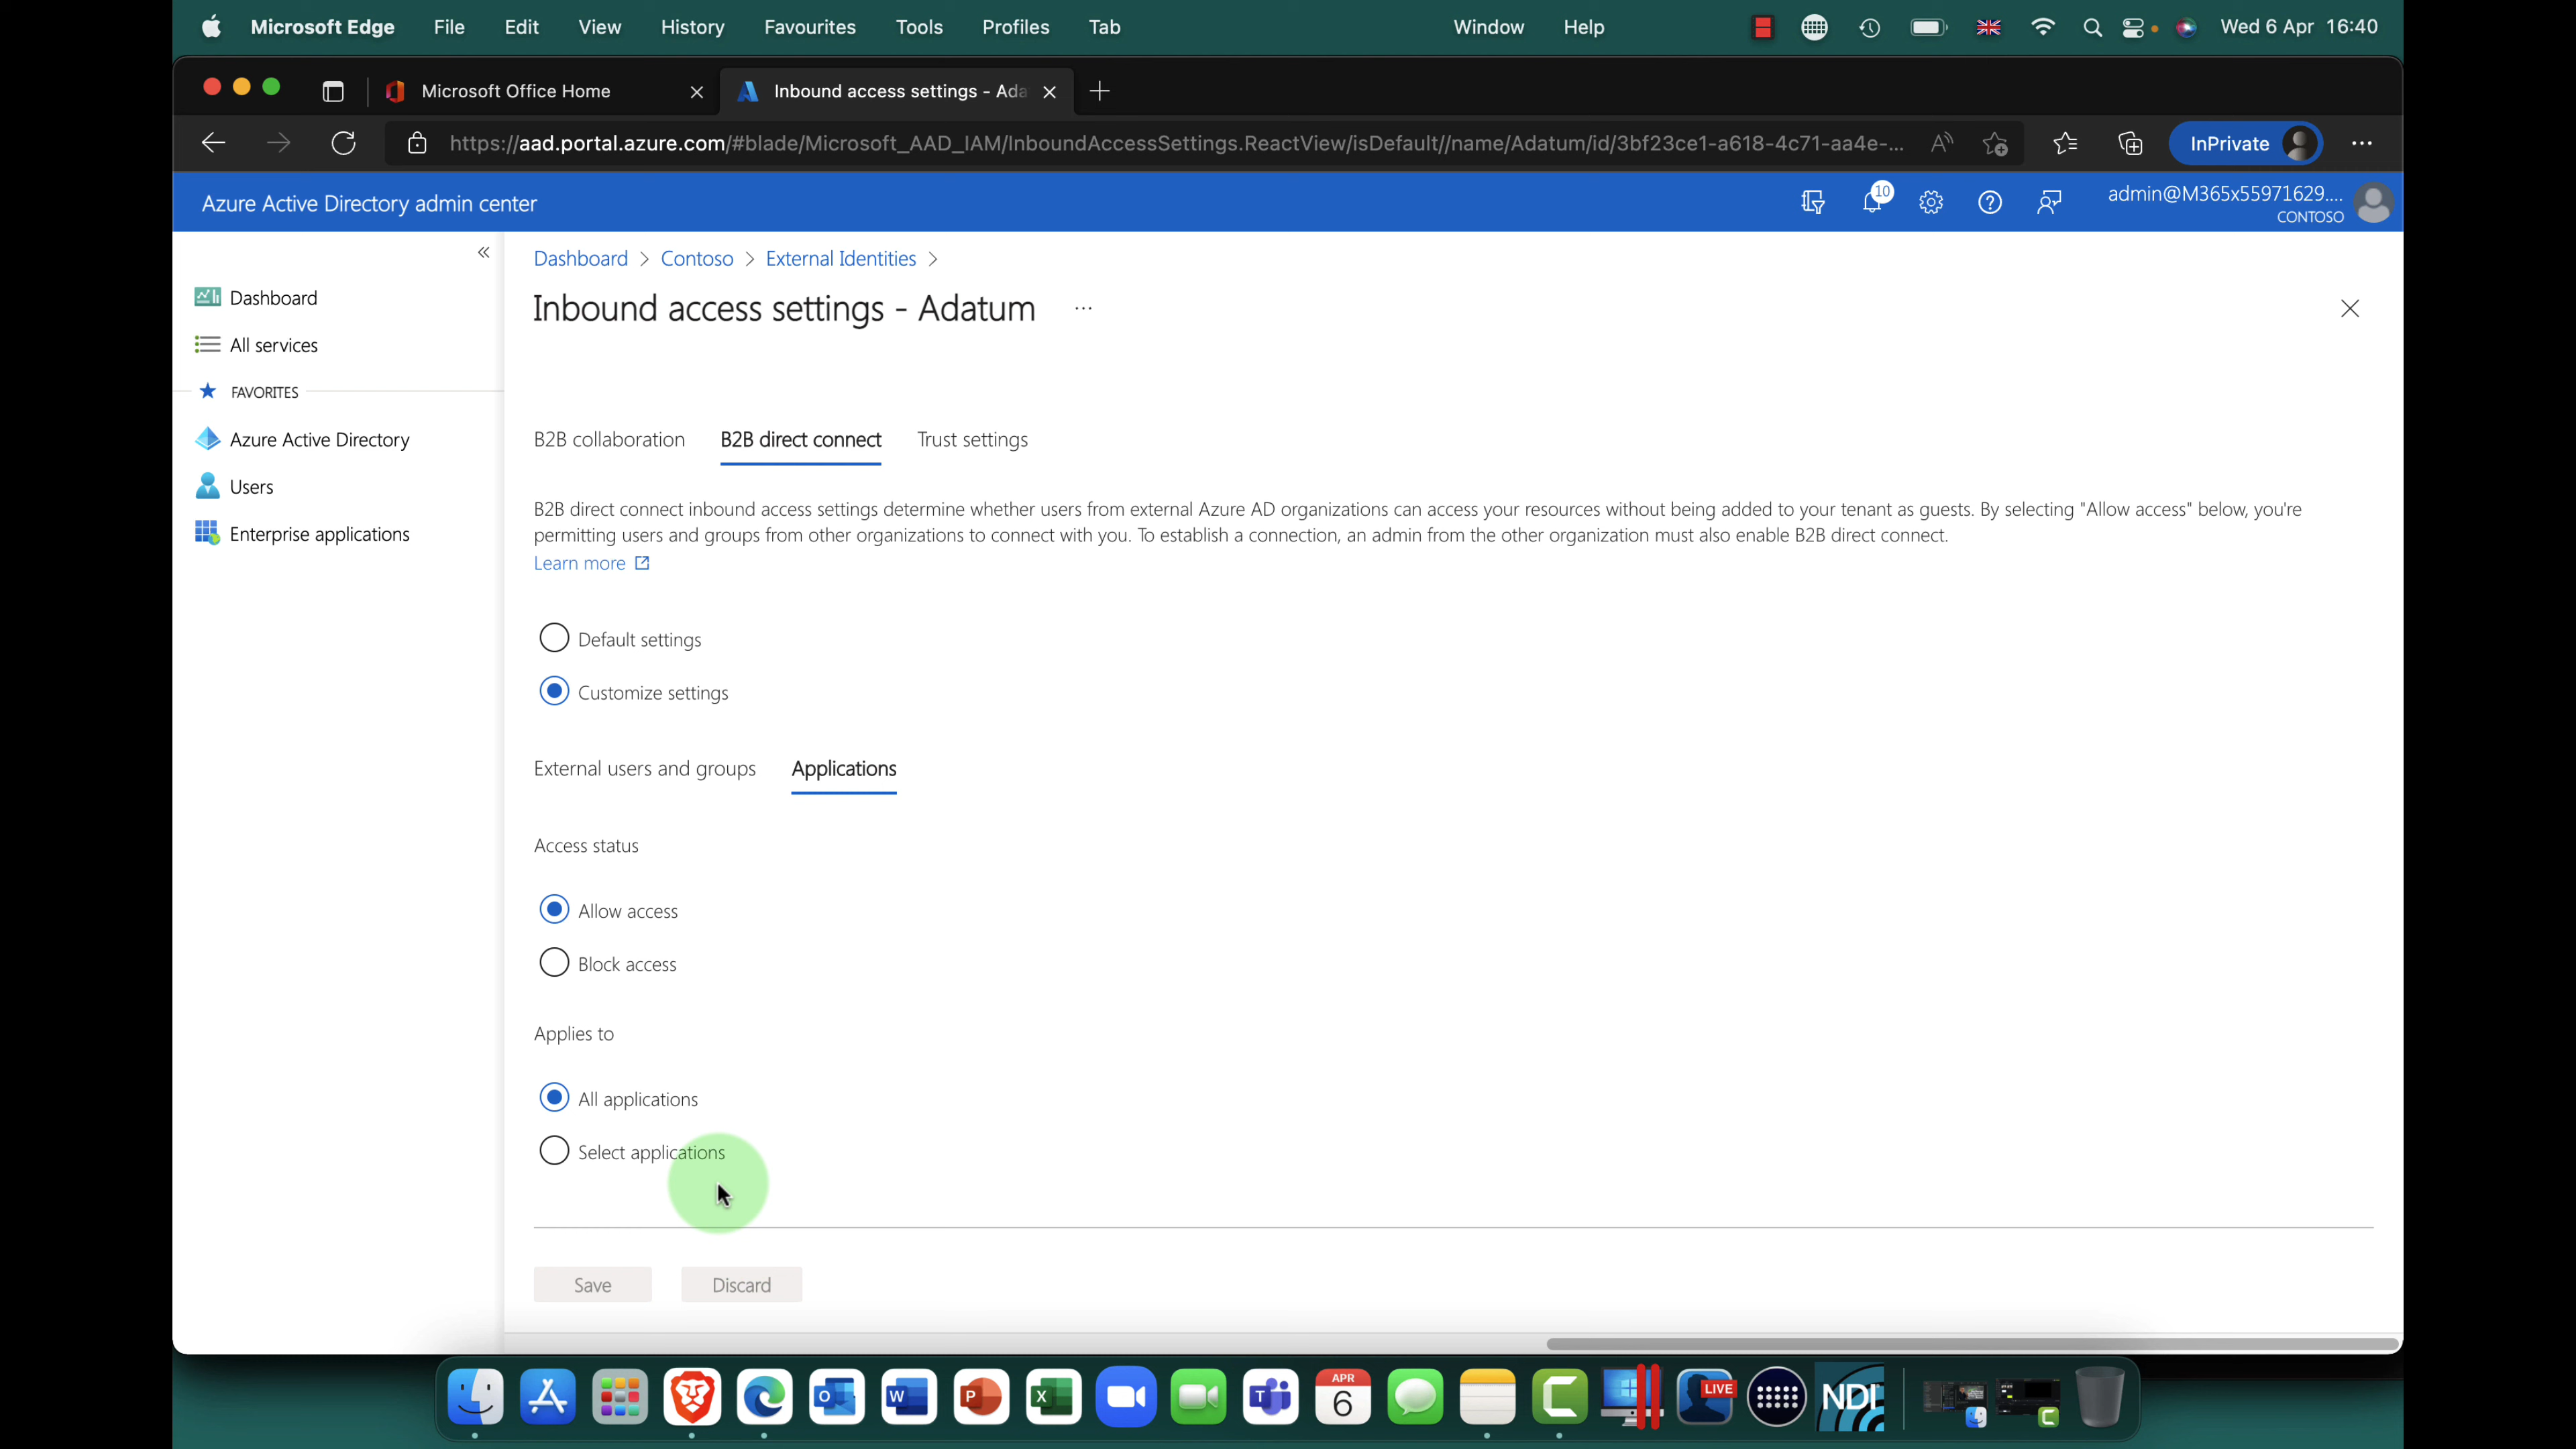 Microsoft Edge File Edit View History Favourites Tools Profiles Tab Window Help Wed 6 Apr 16:40
Microsoft Office Home Inbound access settings - Ada
https://aad.portal.azure.com/#blade/Microsoft_AAD_IAM/InboundAccessSettings.ReactView/isDefault//name/Adatum/id/3bf23ce1-a618-4c71-aa4e-... InPrivate
Azure Active Directory admin center 10 admin@M365x55971629....
CONTOSO
Dashboard > Contoso > External Identities >
Dashboard
All services
FAVORITES
Azure Active Directory
Users
Enterprise applications
Inbound access settings - Adatum ...
B2B collaboration B2B direct connect Trust settings
B2B direct connect inbound access settings determine whether users from external Azure AD organizations can access your resources without being added to your tenant as guests. By selecting "Allow access" below, you're
permitting users and groups from other organizations to connect with you. To establish a connection, an admin from the other organization must also enable B2B direct connect.
Learn more
Default settings
Customize settings
External users and groups Applications
Access status
Allow access
Block access
Applies to
All applications
Select applications
Save Discard
APR
6
LIVE
NDI